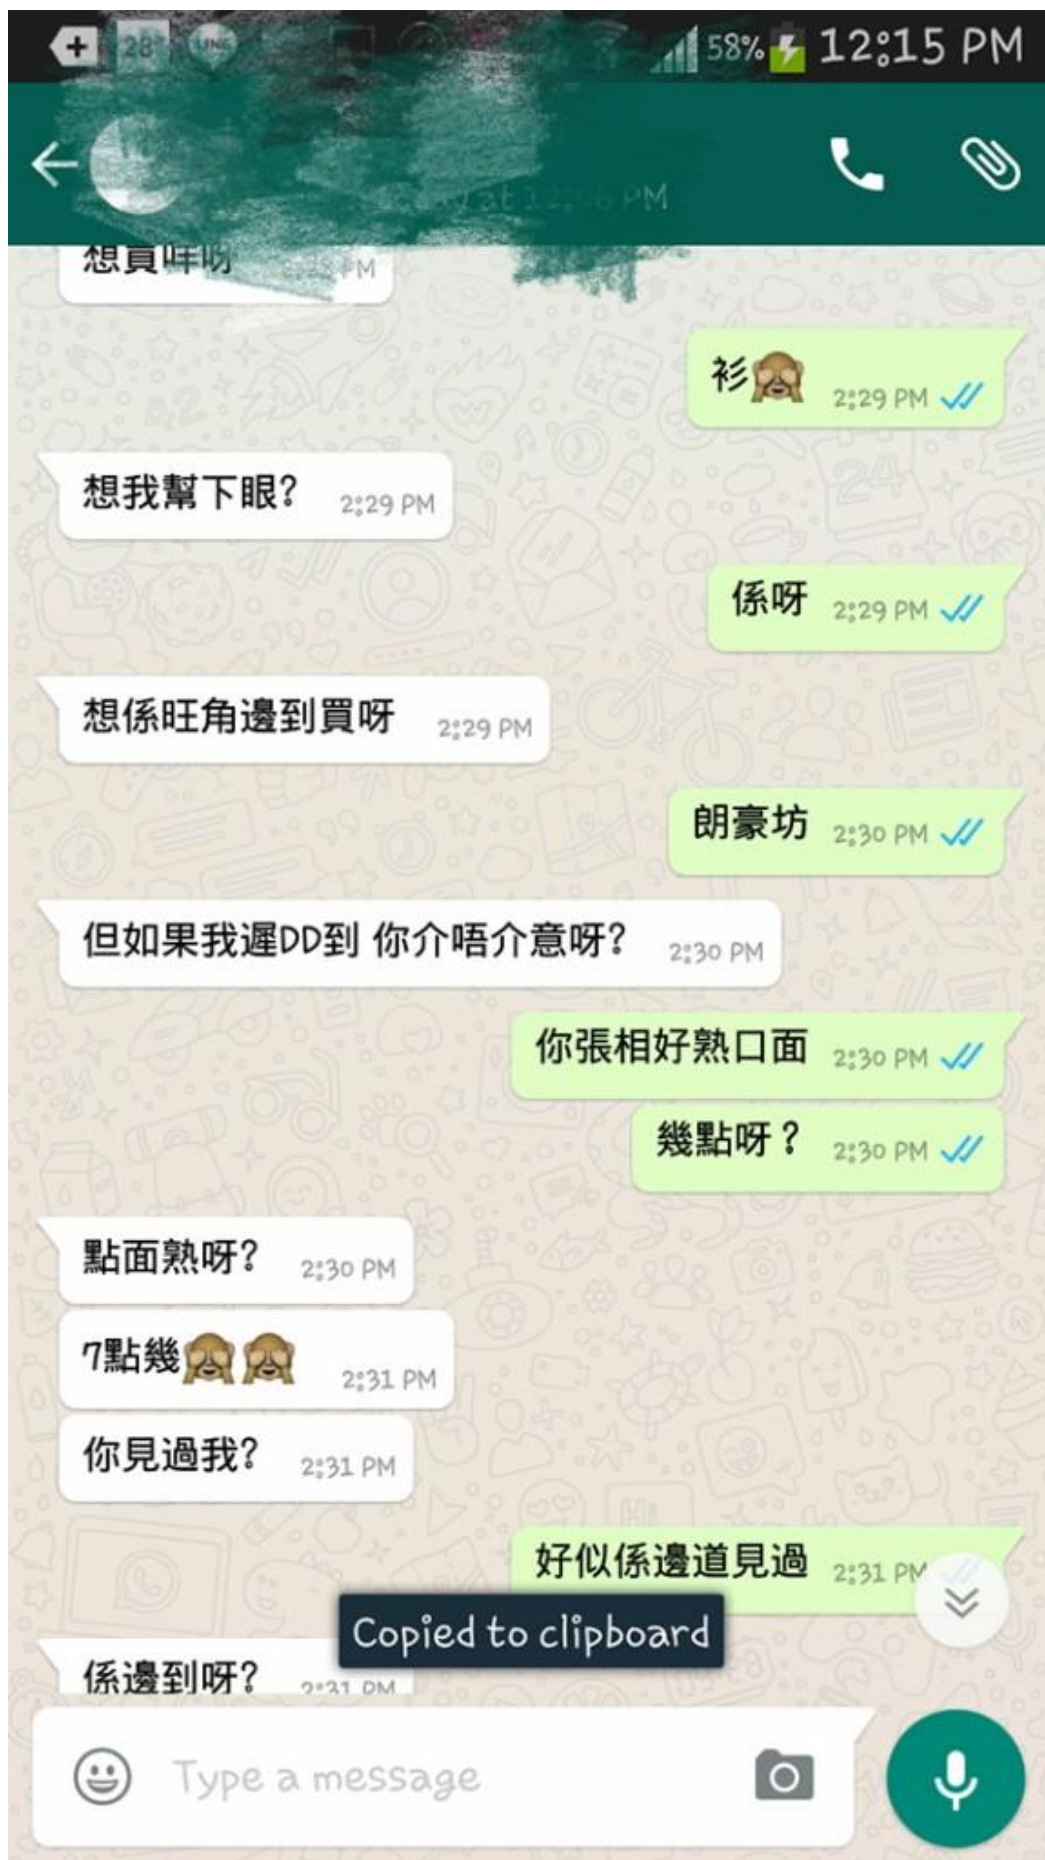 28°
LINE
58%
12:15 PM
想買咩呀
PM
衫🙈 2:29 PM
想我幫下眼? 2:29 PM
係呀 2:29 PM
想係旺角邊到買呀 2:29 PM
朗豪坊 2:30 PM
但如果我遲DD到 你介唔介意呀? 2:30 PM
你張相好熟口面 2:30 PM
幾點呀？ 2:30 PM
點面熟呀? 2:30 PM
7點幾🙈🙈 2:31 PM
你見過我? 2:31 PM
好似係邊道見過 2:31 PM
Copied to clipboard
係邊到呀? 2:31 PM
Type a message